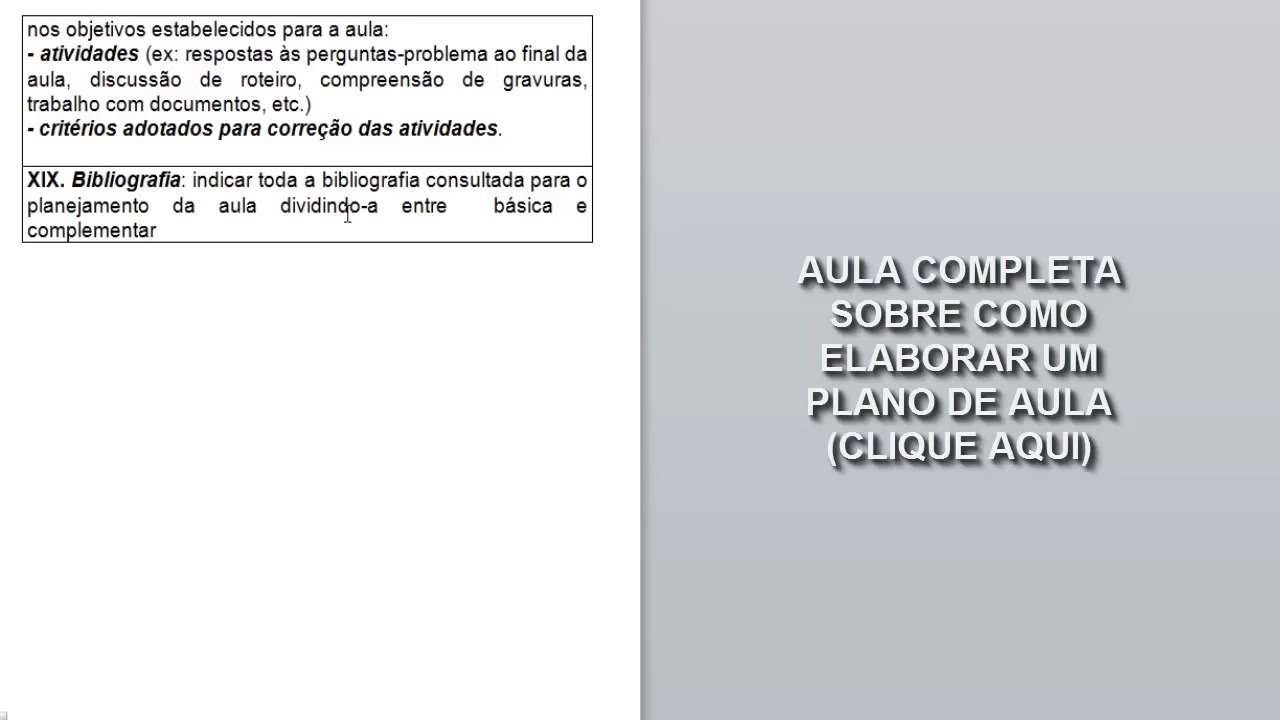 nos objetivos estabelecidos para a aula:
- atividades (ex: respostas às perguntas-problema ao final da
aula, discussão de roteiro, compreensão de gravuras,
trabalho com documentos, etc.)
- critérios adotados para correção das atividades.
XIX. Bibliografia: indicar toda a bibliografia consultada para o
planejamento da aula dividindo-a entre básica e
complementar
AULA COMPLETA
SOBRE COMO
ELABORAR UM
PLANO DE AULA
(CLIQUE AQUI)